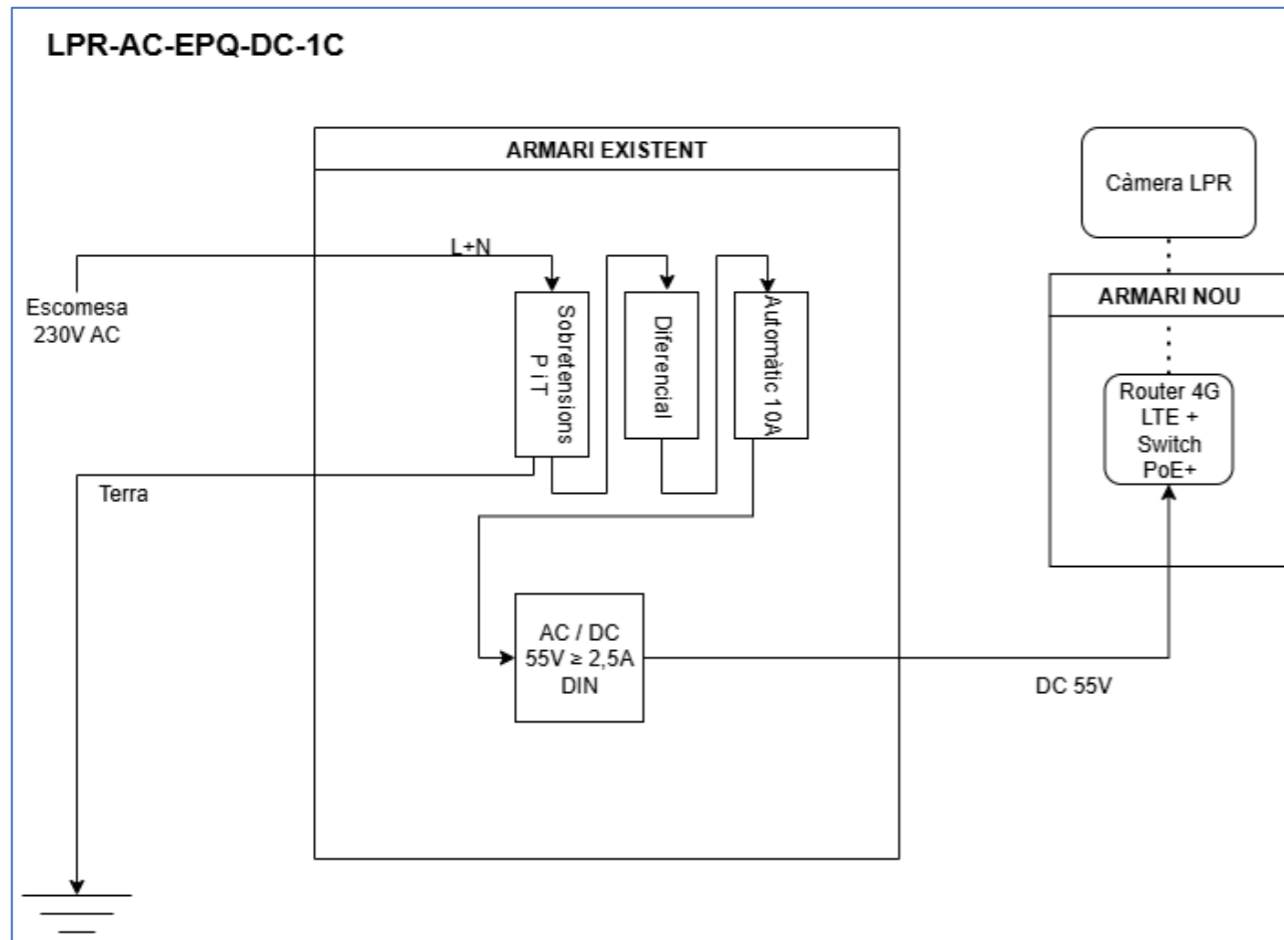 LPR-AC-EPQ-DC-1C
ARMARI EXISTENT
Càmera LPR
L+N
ARMARI NOU
Escomesa
230V AC
Sobretensions
P i T
Diferencial
Automàtic 10A
Router 4G
LTE +
Switch
PoE+
Terra
AC / DC
55V ≥ 2,5A
DIN
DC 55V